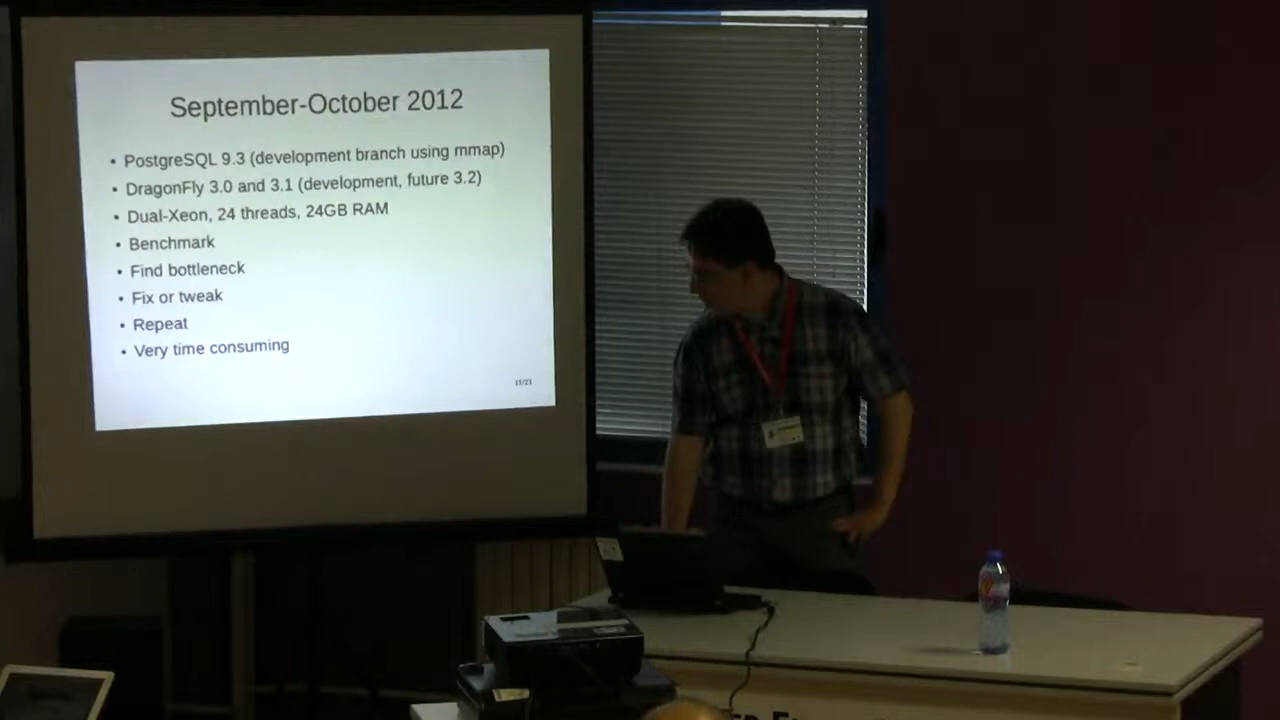 September-October 2012
• PostgreSQL 9.3 (development branch using mmap)
• DragonFly 3.0 and 3.1 (development, future 3.2)
• Dual-Xeon, 24 threads, 24GB RAM
• Benchmark
• Find bottleneck
• Fix or tweak
• Repeat
• Very time consuming